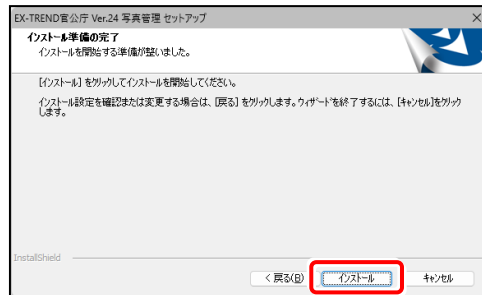 EX-TREND官公庁 Ver.24 写真管理 セットアップ
インストール準備の完了
インストールを開始する準備が整いました。
[インストール] をクリックしてインストールを開始してください。
インストール設定を確認または変更する場合は、[戻る] をクリックします。ウィザードを終了するには、[キャンセル]をクリック
します。
InstallShield
< 戻る(B)
インストール
キャンセル